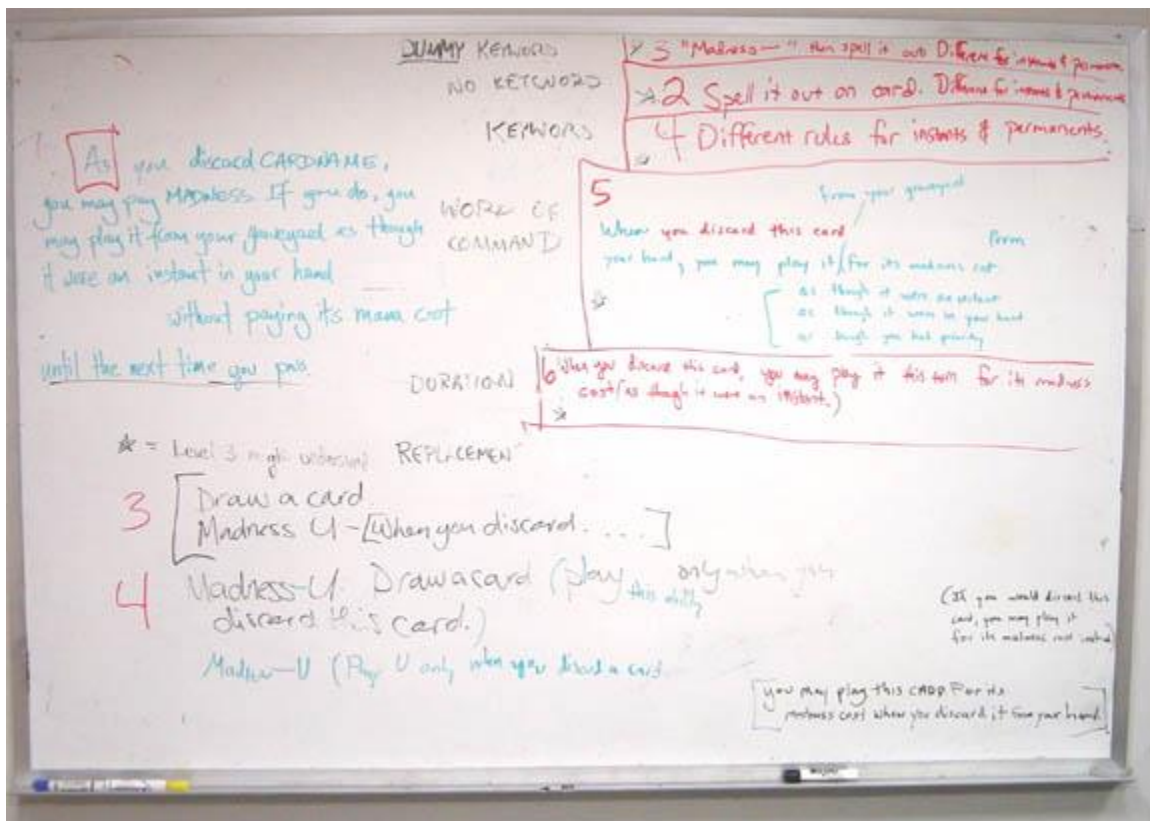 DUMMY KEYWORD
NO KEYWORD
KEYWORD
3 "Madness— " then spell it out Different for instants & permanents
2 Spell it out on card. Different for instants & permanents
4 Different rules for instants & permanents.
As you discard CARDNAME,
you may pay MADNESS. If you do, you
may play it from your graveyard as though
it were an instant in your hand
without paying its mana cost
until the next time you pass.
WORK OF
COMMAND
5
from your graveyard
When you discard this card
your hand, you may play it for its madness cost
as though it were an instant
as though it were in your hand
as though you had priority
DURATION
6 When you discard this card, you may play it this turn for its madness
cost (as though it were an instant.)
= Level 3 might understand REPLACEMEN
3
Draw a card
Madness U - [When you discard . . . .]
4
Madness-U. Draw a card (play this ability only when you
discard this card.)
Madness—U (Play U only when you discard a card
(If you would discard this
card, you may play it
for its madness cost instead)
[you may play this CARD For its
madness cost when you discard it from your hand]